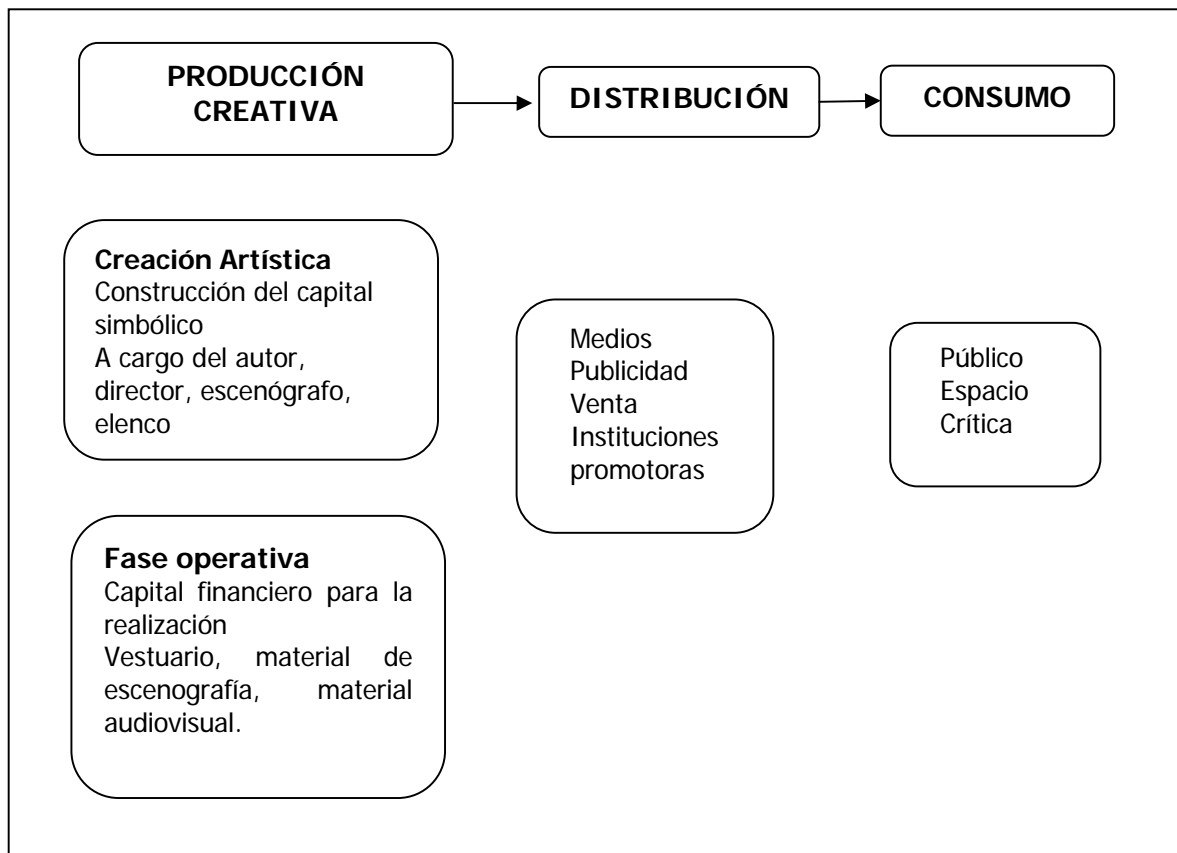 PRODUCCIÓN
CREATIVA
DISTRIBUCIÓN
CONSUMO
Creación Artística
Construcción del capital
simbólico
A cargo del autor,
director, escenógrafo,
elenco
Fase operativa
Capital financiero para la
realización
Vestuario, material de
escenografía, material
audiovisual.
Medios
Publicidad
Venta
Instituciones
promotoras
Público
Espacio
Crítica